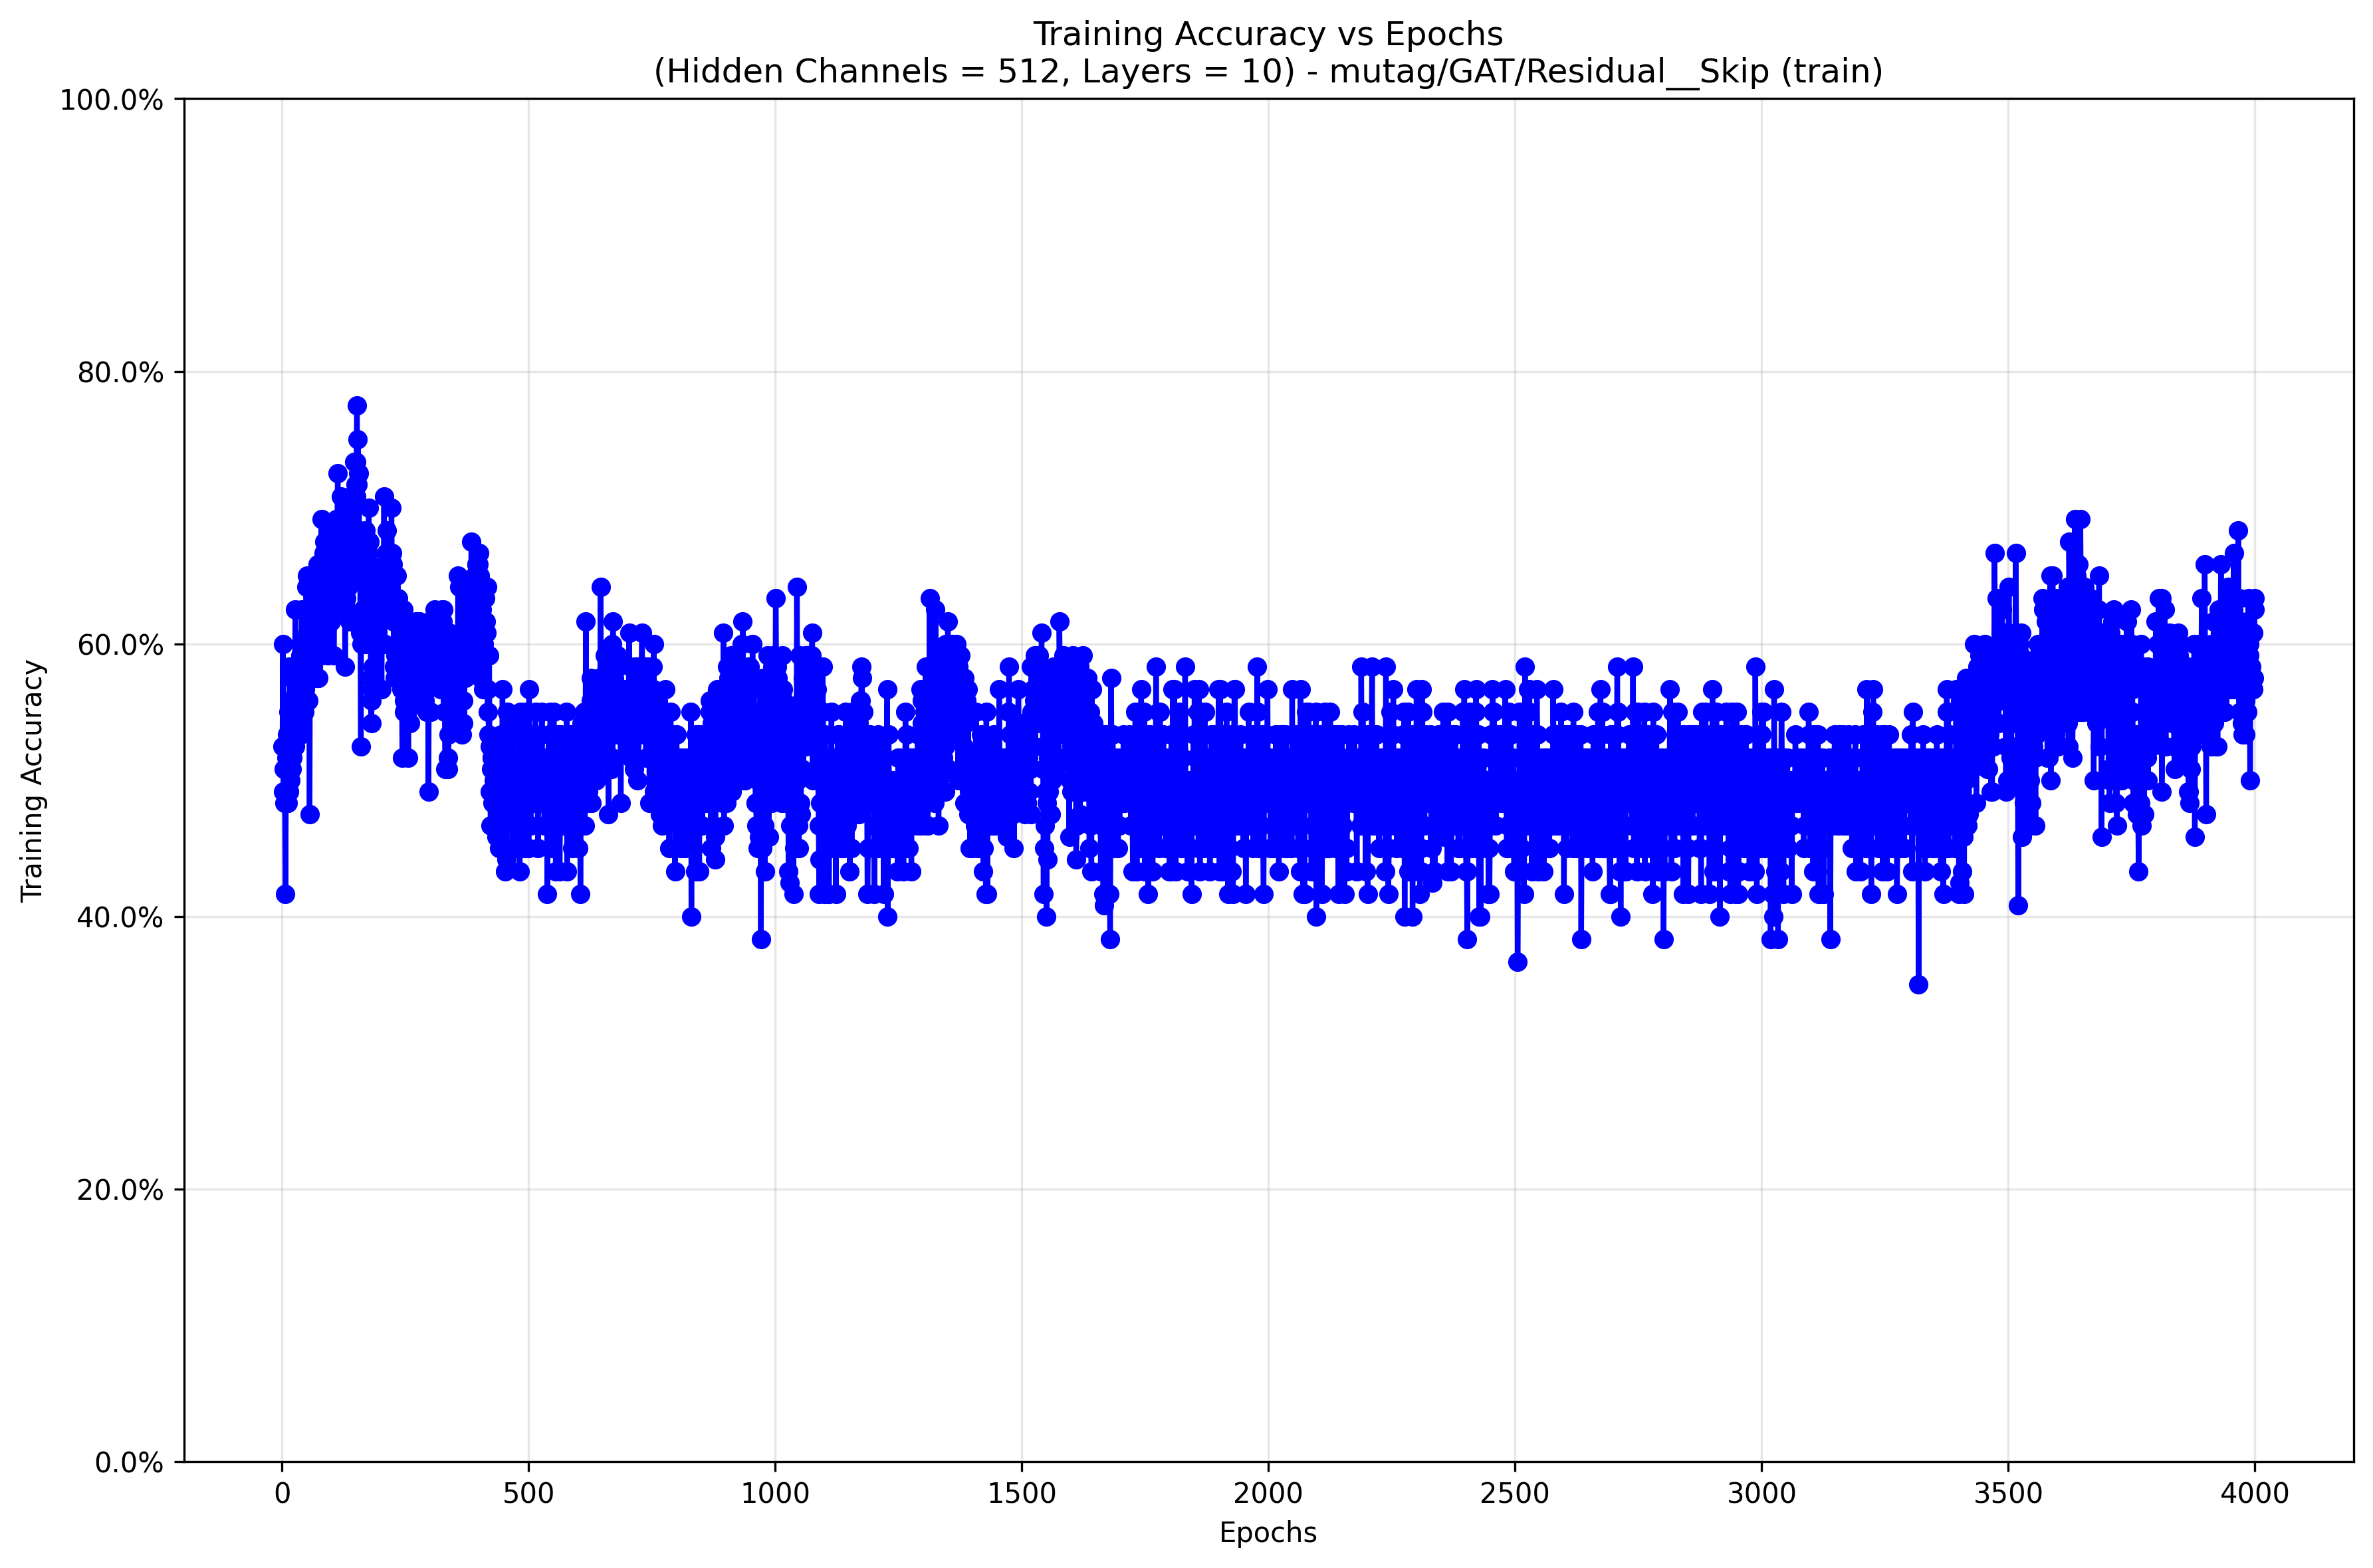 Training Accuracy vs Epochs
(Hidden Channels = 512, Layers = 10) - mutag/GAT/Residual__Skip (train)
100.0%
80.0%
60.0%
40.0%
20.0%
0.0%
Training Accuracy
0 500 1000 1500 2000 2500 3000 3500 4000
Epochs